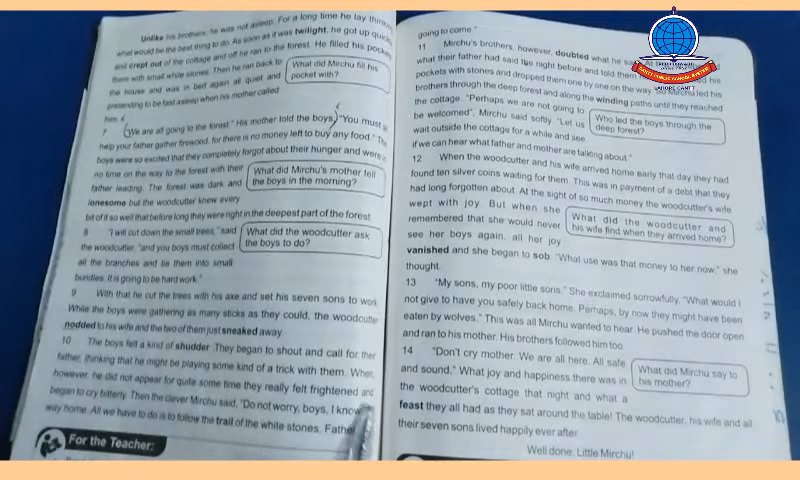 Unlike his brothers, he was not asleep. For a long time he lay
what would be the best thing to do. As soon as it was twilight, he got up
and crept out of the cottage and off he ran to the forest. He filled his pockets
there with small white stones. Then he ran back to
the house and was in bed again all quiet and
pretending to be fast asleep when his mother called
him.
What did Mirchu fill his
pocket with?
7 "We are all going to the forest." His mother told the boys, "You must
help your father gather firewood, for there is no money left to buy any food."
boys were so excited that they completely forgot about their hunger and were in
no time on the way to the forest with their
father leading. The forest was dark and
lonesome but the woodcutter knew every
What did Mirchu's mother tell
the boys in the morning?
bit of it so well that before long they were right in the deepest part of the forest.
8 "I will cut down the small trees," said
the woodcutter, "and you boys must collect
all the branches and tie them into small
bundles. It is going to be hard work."
What did the woodcutter ask
the boys to do?
9 With that he cut the trees with his axe and set his seven sons to work.
While the boys were gathering as many sticks as they could, the woodcutter
nodded to his wife and the two of them just sneaked away.
10 The boys felt a kind of shudder. They began to shout and call for their
father, thinking that he might be playing some kind of a trick with them. When,
however, he did not appear for quite some time they really felt frightened and
began to cry bitterly. Then the clever Mirchu said, "Do not worry, boys, I know
way home. All we have to do is to follow the trail of the white stones. Father
For the Teacher:
going to come."
11 Mirchu's brothers, however, doubted what he
what their father had said the night before and told them
pockets with stones and dropped them one by one on the way. So Mirchu led his
brothers through the deep forest and along the winding paths until they reached
the cottage. "Perhaps we are not going to
be welcomed", Mirchu said softly. "Let us
wait outside the cottage for a while and see
if we can hear what father and mother are talking about."
Who led the boys through the
deep forest?
12 When the woodcutter and his wife arrived home early that day they had
found ten silver coins waiting for them. This was in payment of a debt that they
had long forgotten about. At the sight of so much money the woodcutter's wife
wept with joy. But when she
remembered that she would never
see her boys again, all her joy
What did the woodcutter and
his wife find when they arrived home?
vanished and she began to sob. "What use was that money to her now," she
thought.
13 "My sons, my poor little sons." She exclaimed sorrowfully, "What would I
not give to have you safely back home. Perhaps, by now they might have been
eaten by wolves." This was all Mirchu wanted to hear. He pushed the door open
and ran to his mother. His brothers followed him too.
14 "Don't cry mother. We are all here. All safe
and sound." What joy and happiness there was in
the woodcutter's cottage that night and what a
What did Mirchu say to
his mother?
feast they all had as they sat around the table! The woodcutter, his wife and all
their seven sons lived happily ever after.
Well done, Little Mirchu!
LAHORE CANTT